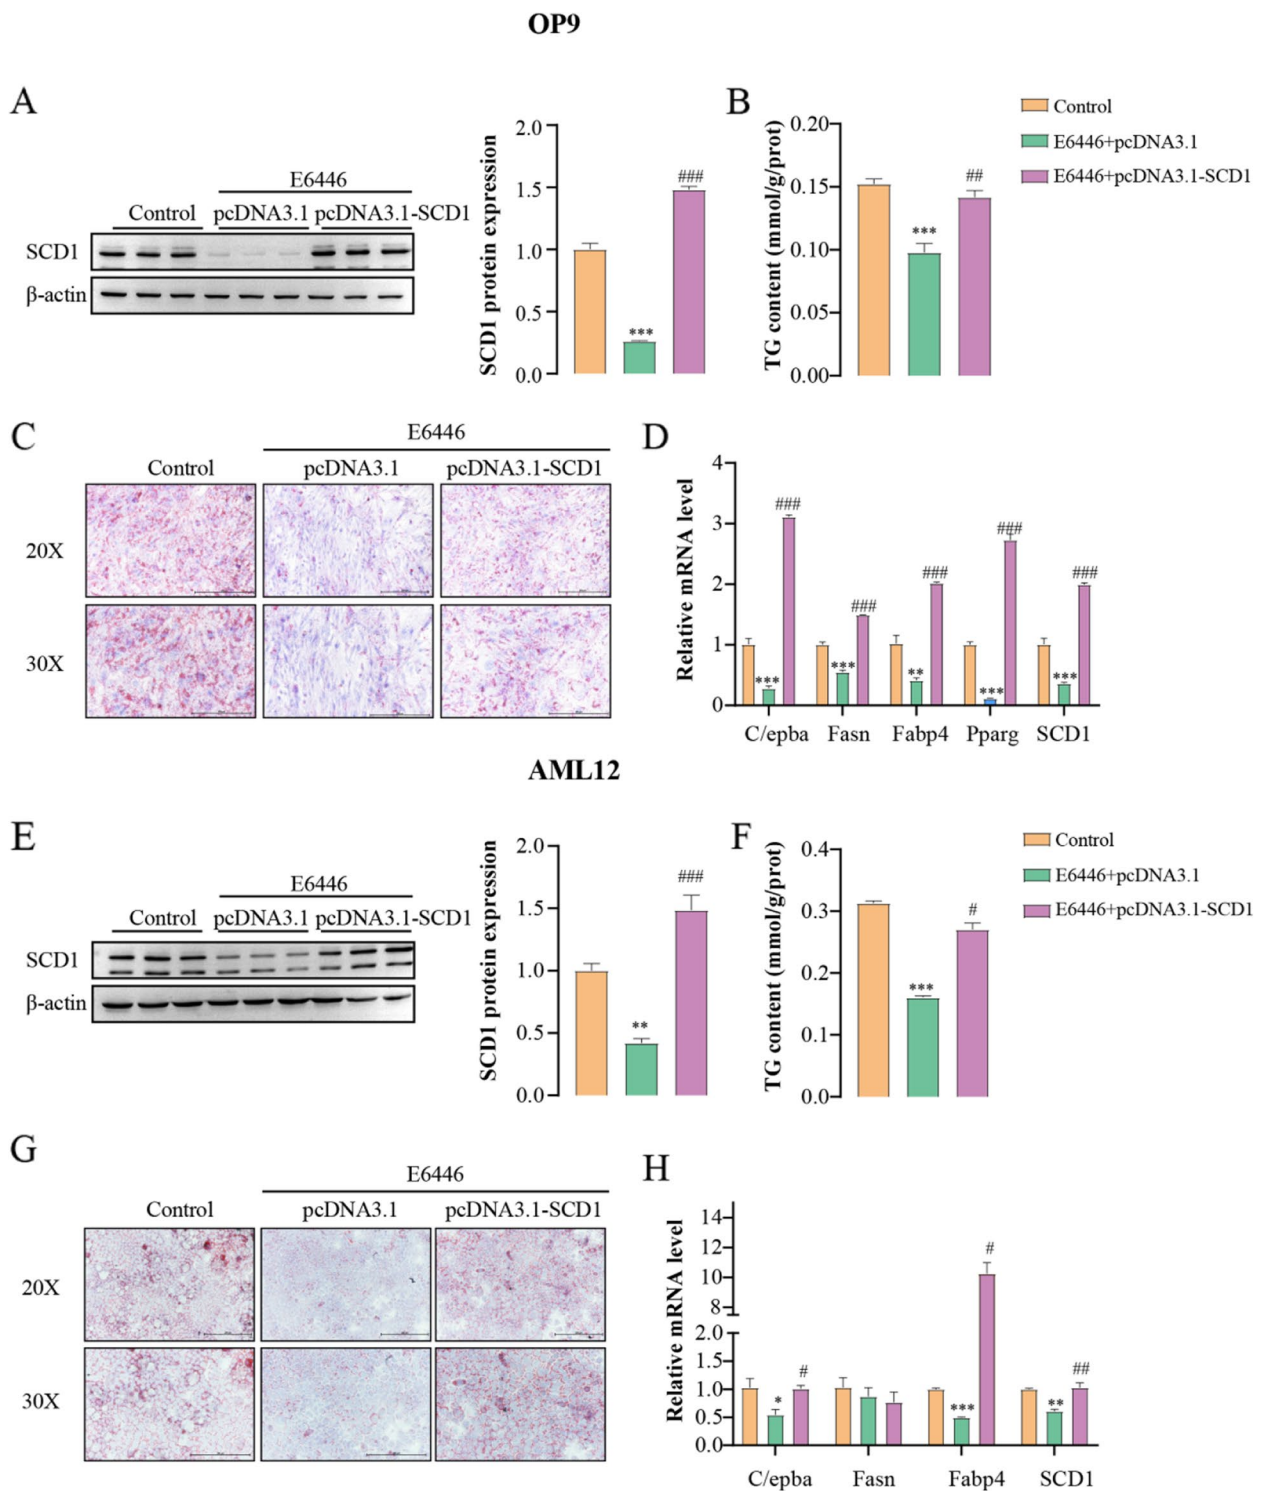 OP9
A
E6446
Control pcDNA3.1 pcDNA3.1-SCD1
SCD1
β-actin
SCD1 protein expression
2.0
1.5
1.0
0.5
0.0
***
###
B
TG content (mmol/g/prot)
0.20
0.15
0.10
0.05
0.00
***
##
Control
E6446+pcDNA3.1
E6446+pcDNA3.1-SCD1
C
E6446
Control pcDNA3.1 pcDNA3.1-SCD1
20X
30X
D
Relative mRNA level
4
3
2
1
0
*** ###
*** ###
** ###
*** ###
*** ###
C/epba Fasn Fabp4 Pparg SCD1
AML12
E
E6446
Control pcDNA3.1 pcDNA3.1-SCD1
SCD1
β-actin
SCD1 protein expression
2.0
1.5
1.0
0.5
0.0
**
###
F
TG content (mmol/g/prot)
0.4
0.3
0.2
0.1
0.0
***
#
Control
E6446+pcDNA3.1
E6446+pcDNA3.1-SCD1
G
E6446
Control pcDNA3.1 pcDNA3.1-SCD1
20X
30X
H
Relative mRNA level
14
12
10
8
2.0
1.5
1.0
0.5
0.0
* #
*** #
** ##
C/epba Fasn Fabp4 SCD1